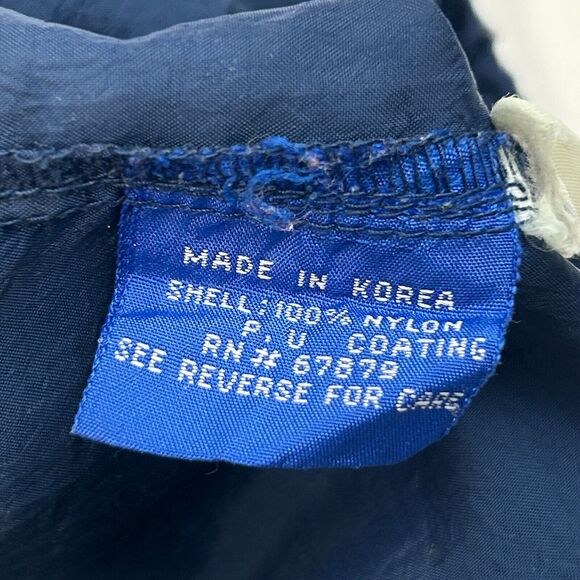 MADE IN KOREA
SHELL: 100% NYLON
P. U COATING
RN # 67879
SEE REVERSE FOR CARE